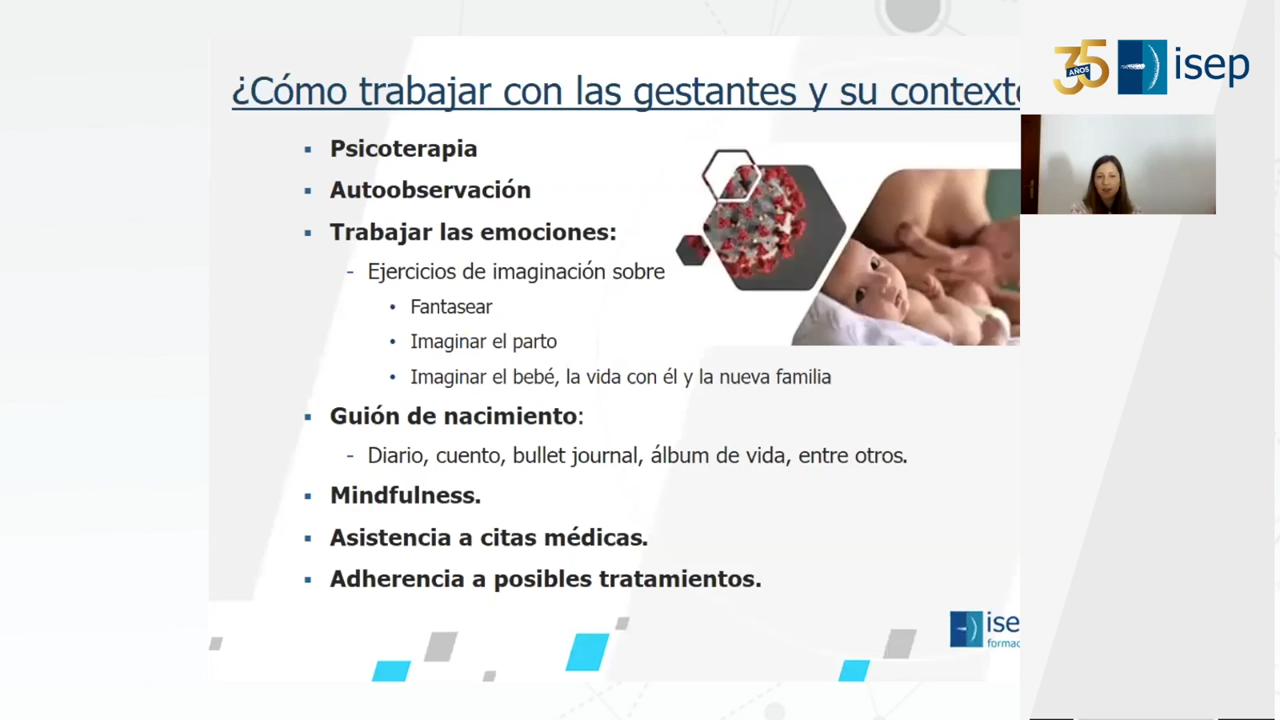 ¿Cómo trabajar con las gestantes y su contexto
35
AÑOS
isep
Psicoterapia
Autoobservación
Trabajar las emociones:
- Ejercicios de imaginación sobre
Fantasear
Imaginar el parto
Imaginar el bebé, la vida con él y la nueva familia
Guión de nacimiento:
- Diario, cuento, bullet journal, álbum de vida, entre otros.
Mindfulness.
Asistencia a citas médicas.
Adherencia a posibles tratamientos.
ise
formac